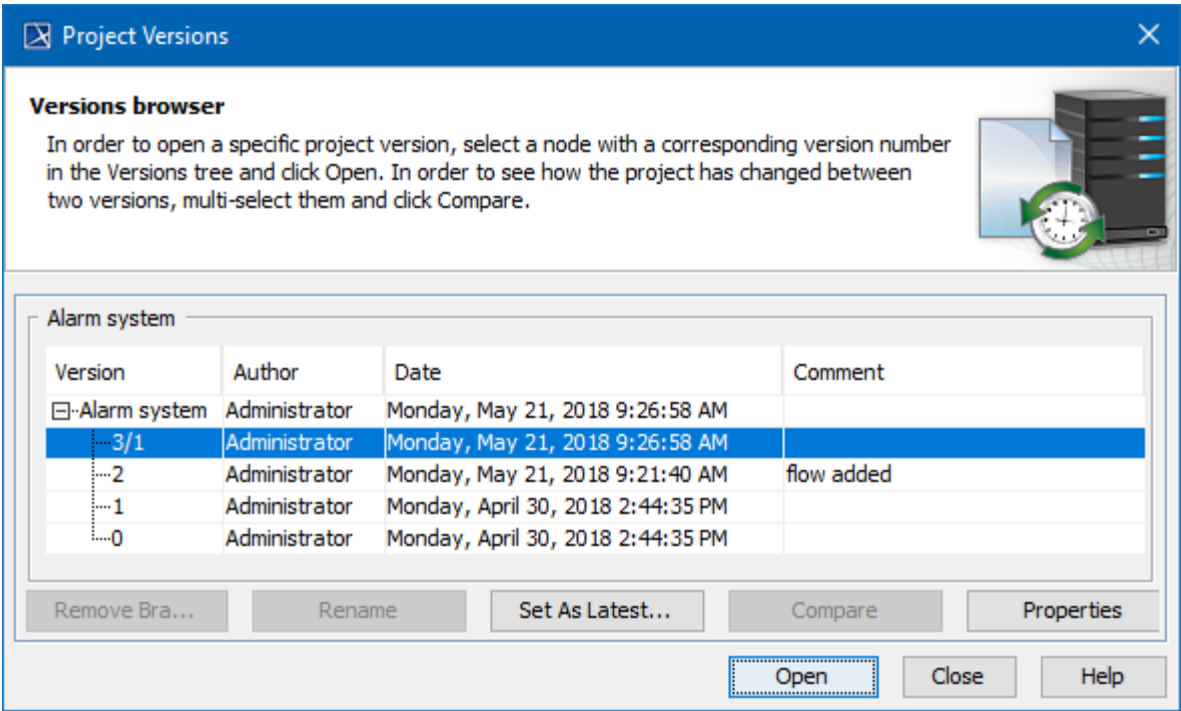 Project Versions
Versions browser
In order to open a specific project version, select a node with a corresponding version number
in the Versions tree and click Open. In order to see how the project has changed between
two versions, multi-select them and click Compare.
Alarm system
Version Author Date Comment
Alarm system Administrator Monday, May 21, 2018 9:26:58 AM
3/1 Administrator Monday, May 21, 2018 9:26:58 AM
2 Administrator Monday, May 21, 2018 9:21:40 AM flow added
1 Administrator Monday, April 30, 2018 2:44:35 PM
0 Administrator Monday, April 30, 2018 2:44:35 PM
Remove Bra... Rename Set As Latest... Compare Properties
Open Close Help